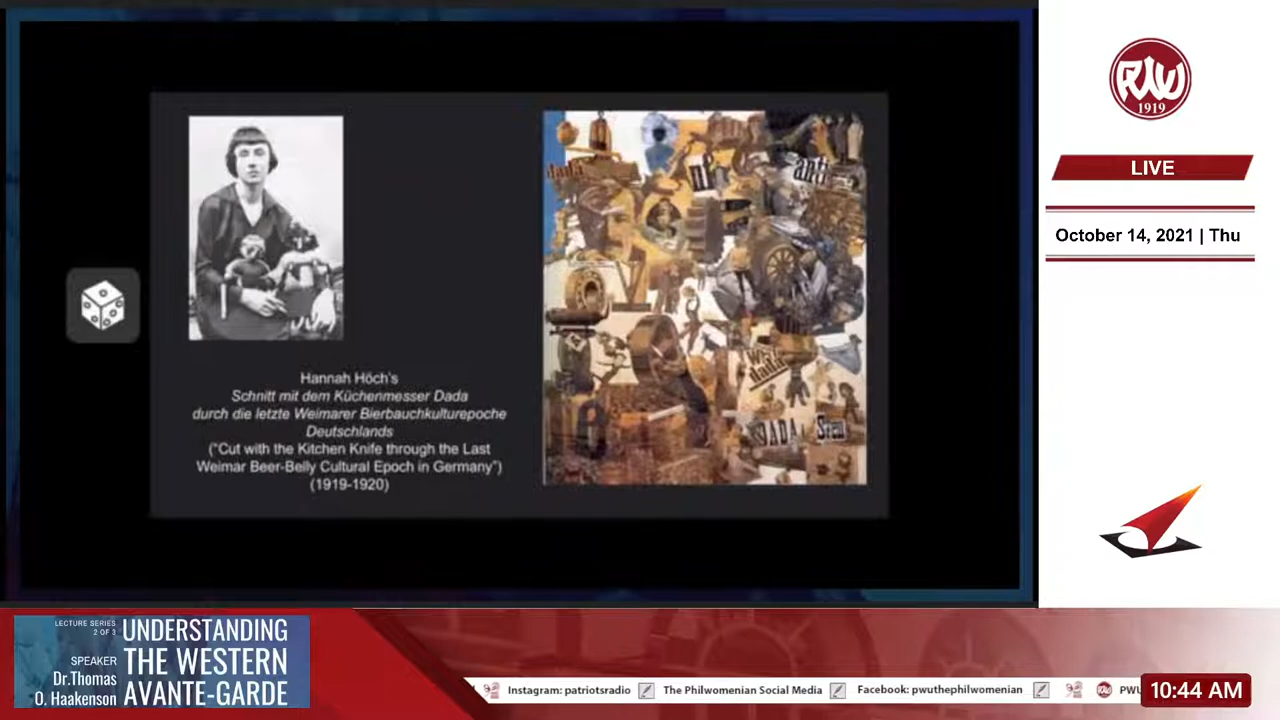 Hannah Höch's
Schnitt mit dem Küchenmesser Dada
durch die letzte Weimarer Bierbauchkulturepoche
Deutschlands
("Cut with the Kitchen Knife through the Last
Weimar Beer-Belly Cultural Epoch in Germany")
(1919-1920)
dada
anti
dada
DADA
1919
LIVE
October 14, 2021 | Thu
LECTURE SERIES
2 OF 3
SPEAKER
Dr.Thomas
O. Haakenson
UNDERSTANDING
THE WESTERN
AVANTE-GARDE
Instagram: patriotsradio
The Philwomenian Social Media
Facebook: pwuthephilwomenian
PWU
10:44 AM